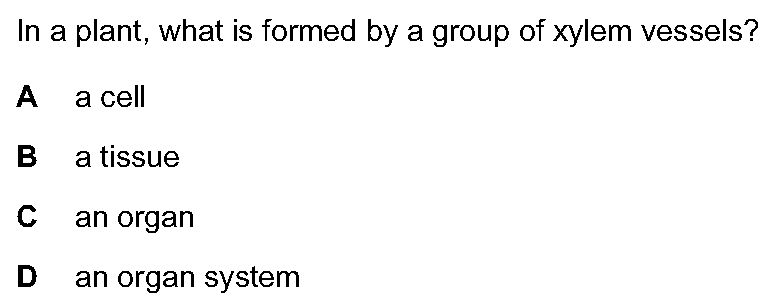 In a plant, what is formed by a group of xylem vessels?
A a cell
B a tissue
C an organ
D an organ system